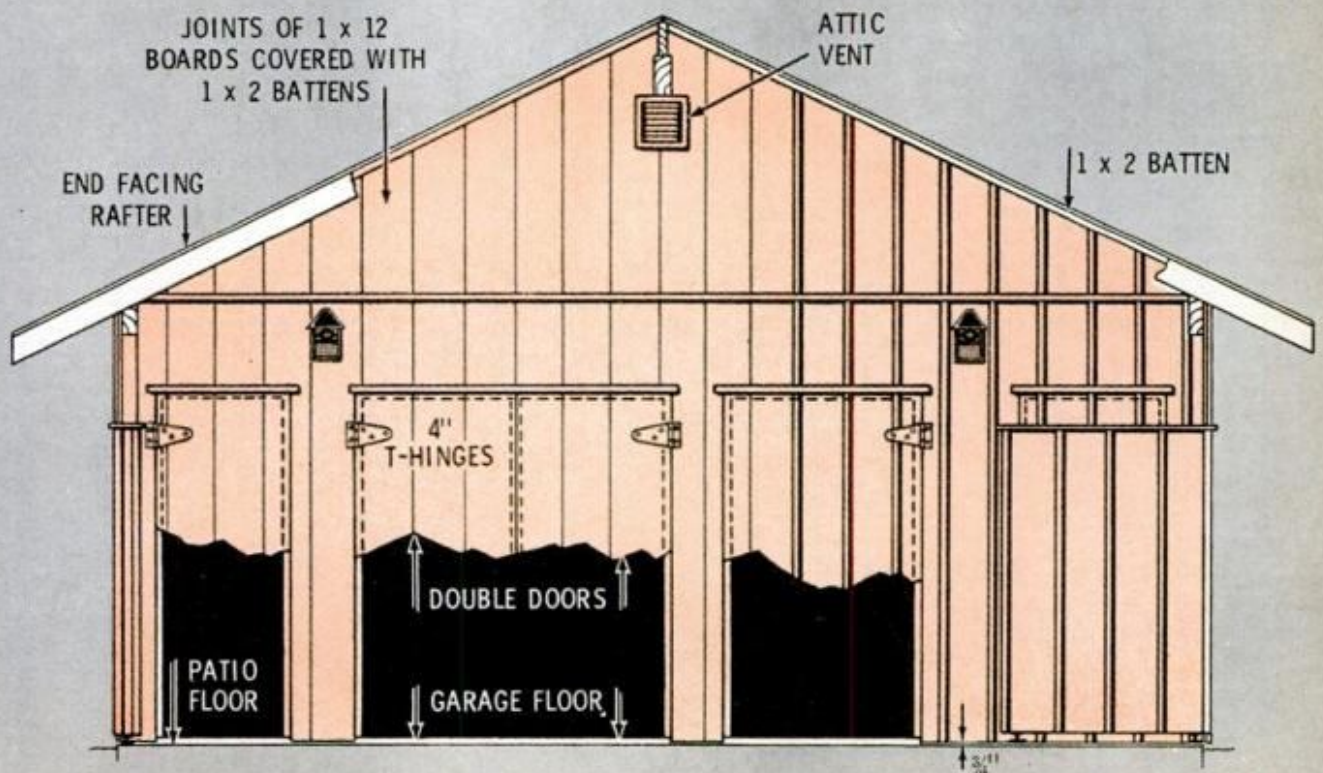 JOINTS OF 1 x 12
BOARDS COVERED WITH
1 x 2 BATTENS
ATTIC
VENT
END FACING
RAFTER
1 x 2 BATTEN
4"
T-HINGES
DOUBLE DOORS
PATIO
FLOOR
GARAGE FLOOR